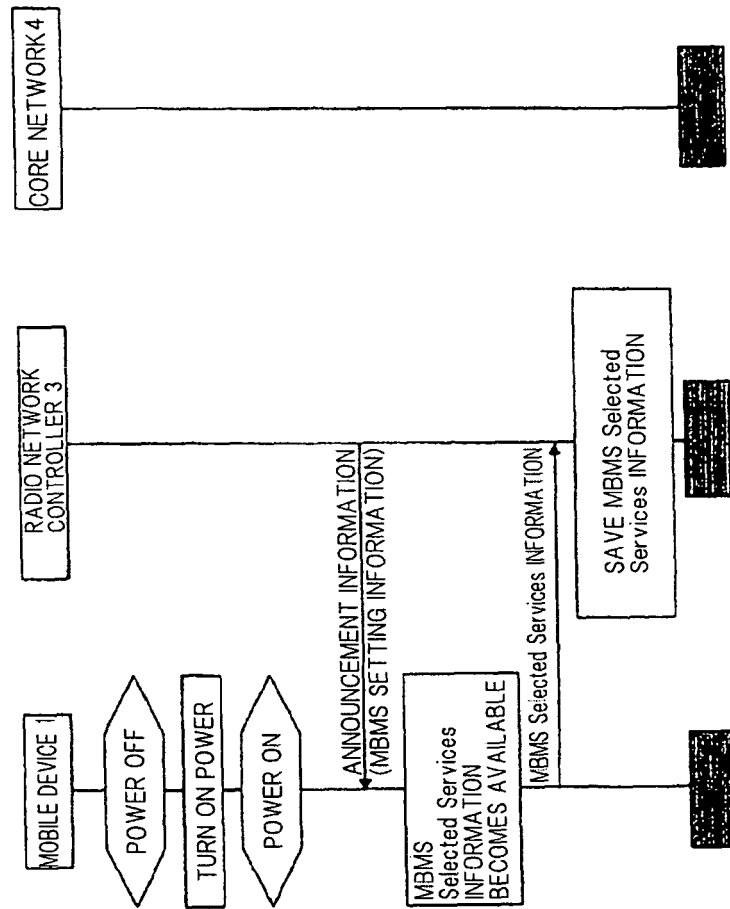 MOBILE DEVICE 1
RADIO NETWORK
CONTROLLER 3
CORE NETWORK 4
POWER OFF
TURN ON POWER
POWER ON
ANNOUNCEMENT INFORMATION
(MBMS SETTING INFORMATION)
MBMS
Selected Services
INFORMATION
BECOMES AVAILABLE
MBMS Selected Services INFORMATION
SAVE MBMS Selected
Services INFORMATION